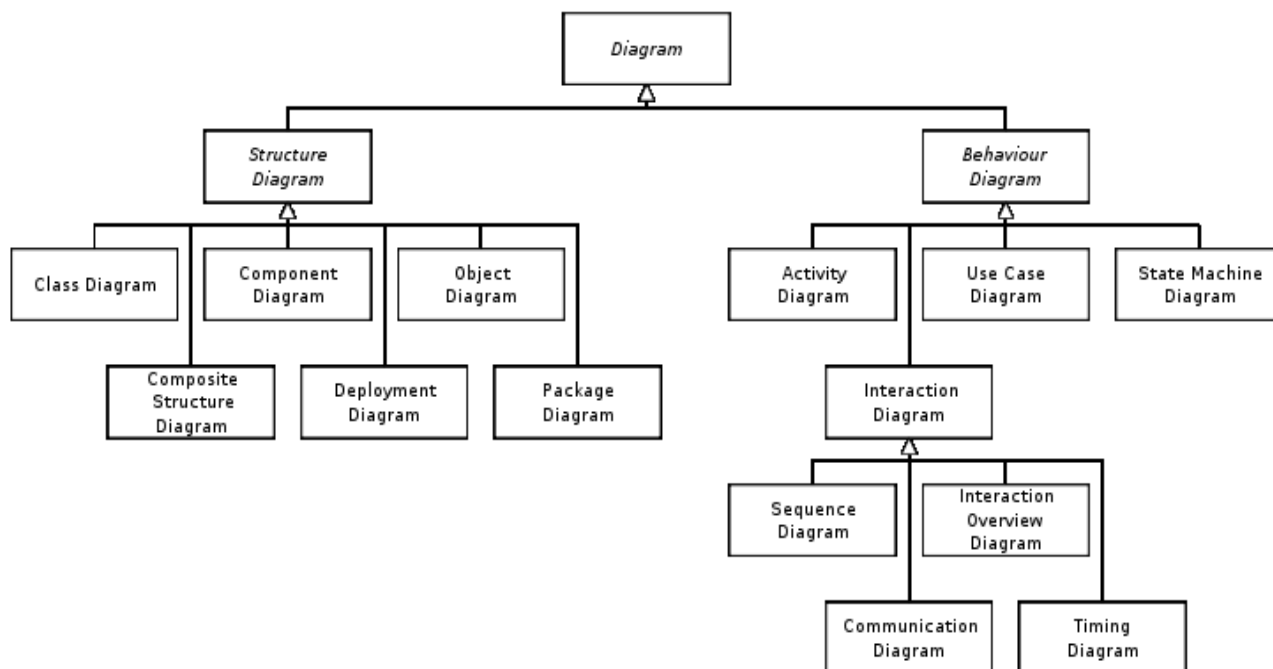 Diagram
Structure
Diagram
Behaviour
Diagram
Class Diagram
Component
Diagram
Object
Diagram
Activity
Diagram
Use Case
Diagram
State Machine
Diagram
Composite
Structure
Diagram
Deployment
Diagram
Package
Diagram
Interaction
Diagram
Sequence
Diagram
Interaction
Overview
Diagram
Communication
Diagram
Timing
Diagram